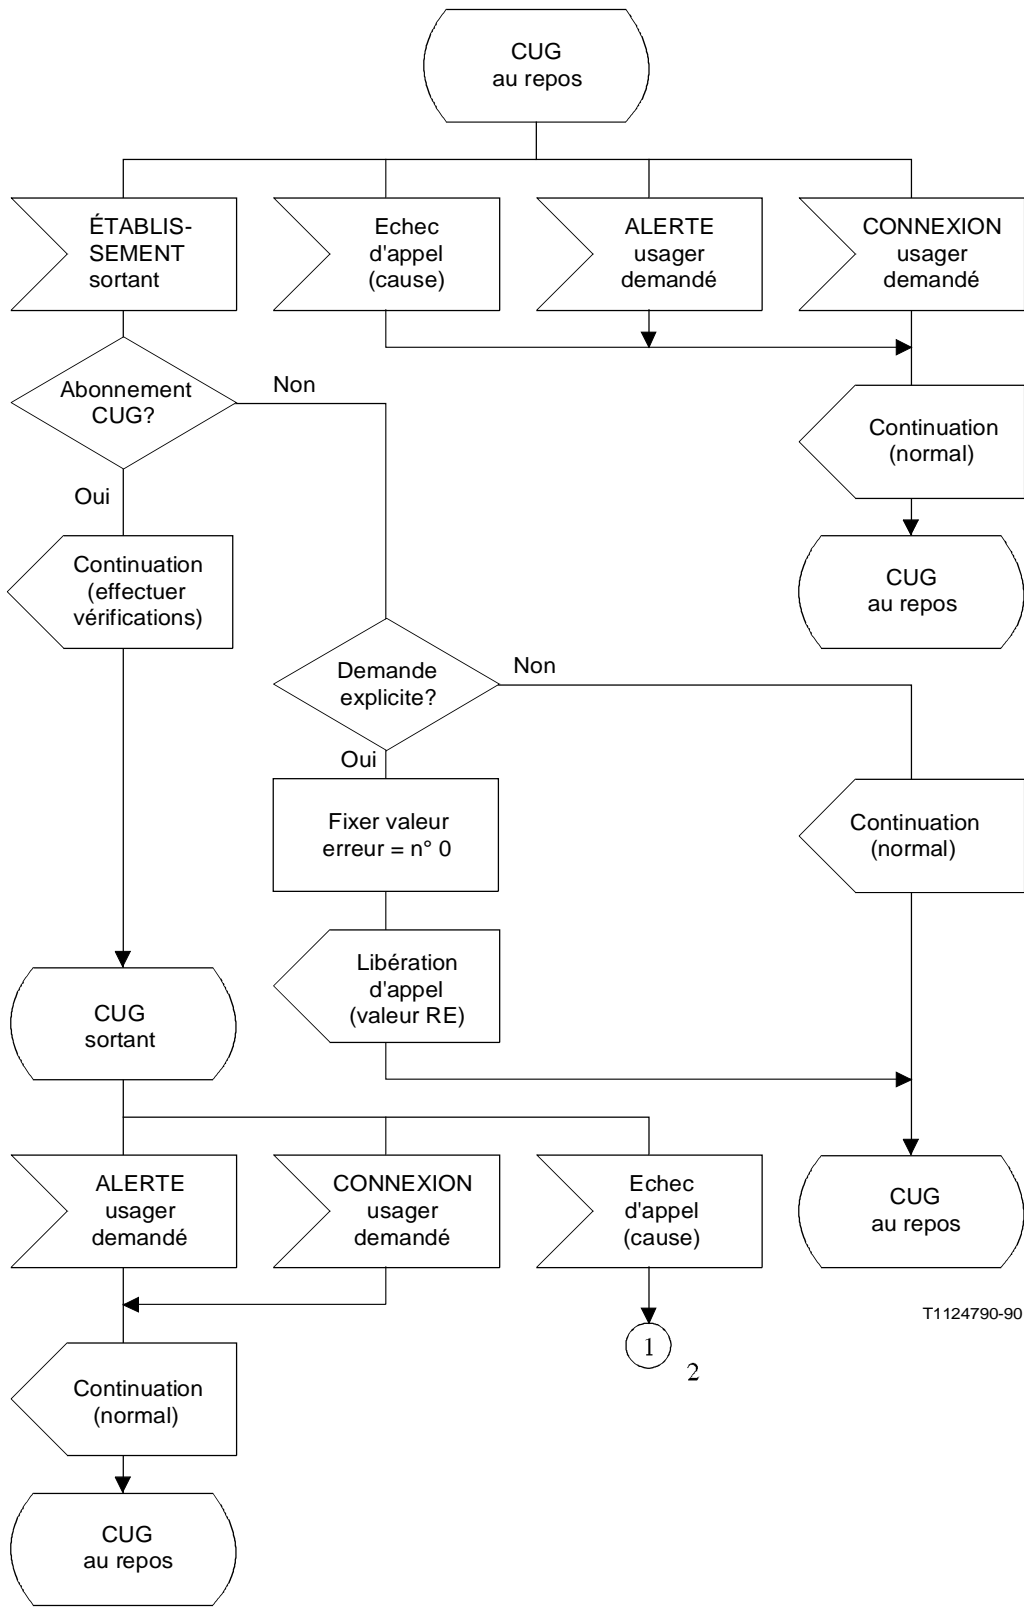 CUG
au repos
ÉTABLIS-
SEMENT
sortant
Echec
d'appel
(cause)
ALERTE
usager
demandé
CONNEXION
usager
demandé
Abonnement
CUG?
Non
Oui
Continuation
(normal)
Continuation
(effectuer
vérifications)
CUG
au repos
Demande
explicite?
Non
Oui
Fixer valeur
erreur = n° 0
Continuation
(normal)
Libération
d'appel
(valeur RE)
CUG
sortant
ALERTE
usager
demandé
CONNEXION
usager
demandé
Echec
d'appel
(cause)
CUG
au repos
T1124790-90
1
2
Continuation
(normal)
CUG
au repos